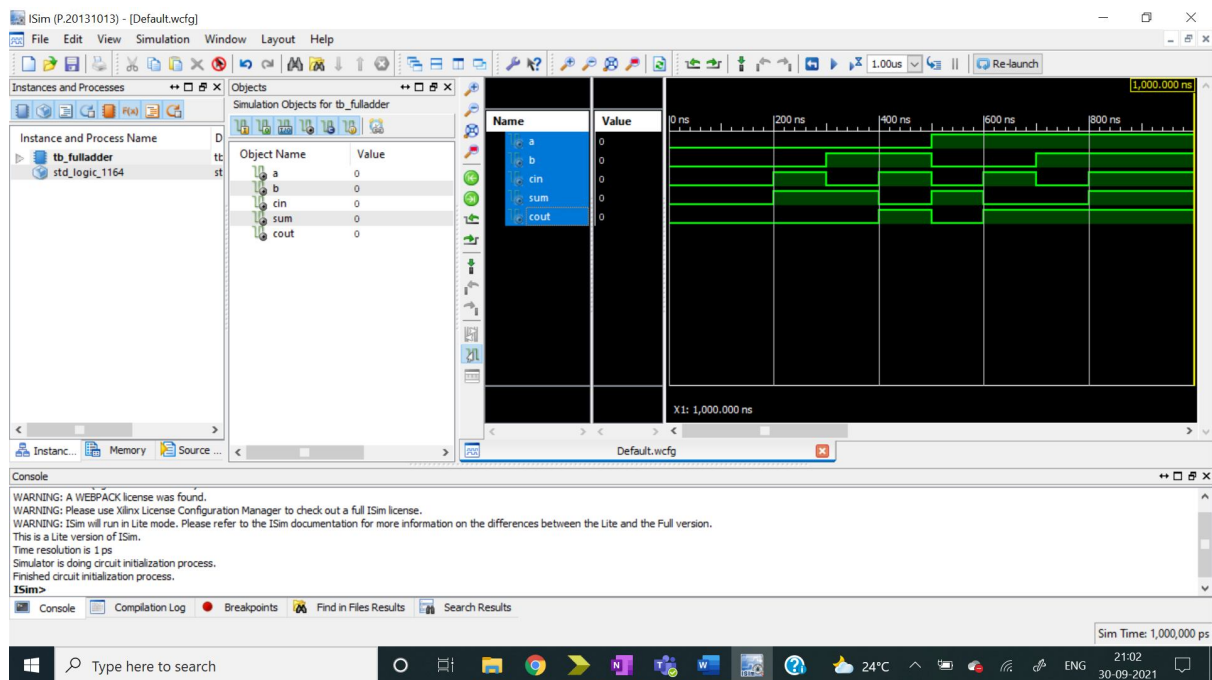 ISim (P.20131013) - [Default.wcfg]
File Edit View Simulation Window Layout Help
1.00us Re-launch
Instances and Processes
Instance and Process Name D
tb_fulladder tb
std_logic_1164 st
Instanc... Memory Source ...
Objects
Simulation Objects for tb_fulladder
Object Name Value
a 0
b 0
cin 0
sum 0
cout 0
Name Value
a 0
b 0
cin 0
sum 0
cout 0
1,000.000 ns
0 ns 200 ns 400 ns 600 ns 800 ns
X1: 1,000.000 ns
Default.wcfg
Console
WARNING: A WEBPACK license was found.
WARNING: Please use Xilinx License Configuration Manager to check out a full ISim license.
WARNING: ISim will run in Lite mode. Please refer to the ISim documentation for more information on the differences between the Lite and the Full version.
This is a Lite version of ISim.
Time resolution is 1 ps
Simulator is doing circuit initialization process.
Finished circuit initialization process.
ISim>
Console Compilation Log Breakpoints Find in Files Results Search Results
Sim Time: 1,000,000 ps
Type here to search
24°C ENG
21:02
30-09-2021